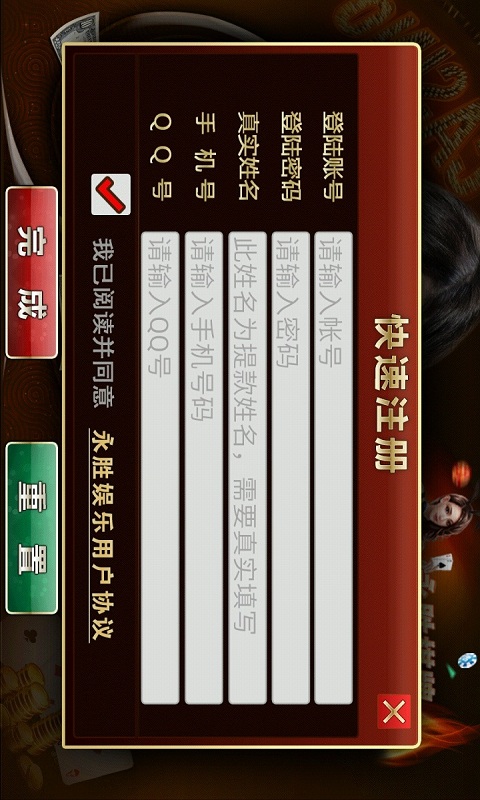 快速注册
登陆账号 请输入帐号
登陆密码 请输入密码
真实姓名 此姓名为提款姓名，需要真实填写
手机号 请输入手机号码
QQ号 请输入QQ号
我已阅读并同意 永胜娱乐用户协议
完成 重置